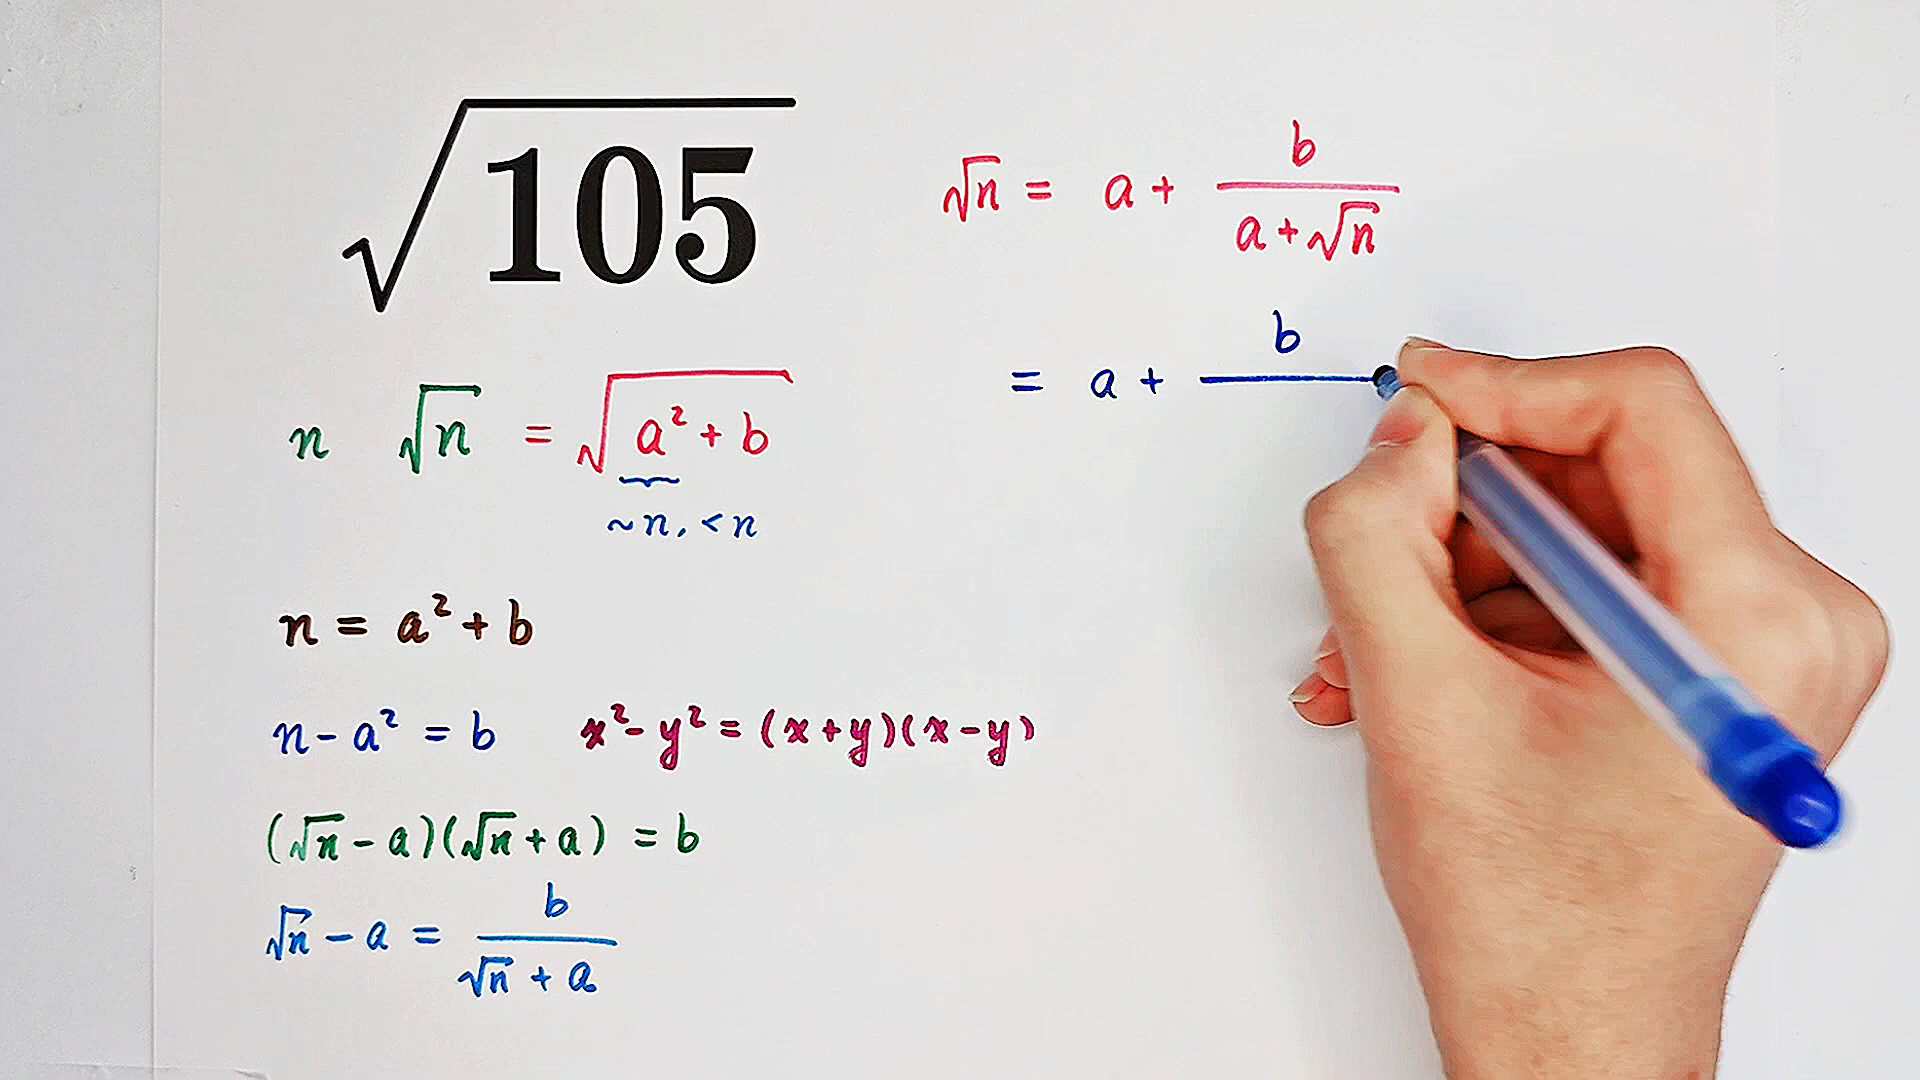 √105
n √n = √a² + b
~n, < n
n = a² + b
n - a² = b x² - y² = (x + y)(x - y)
(√n - a)(√n + a) = b
√n - a = b / (√n + a)
√n = a + b / (a + √n)
= a + b